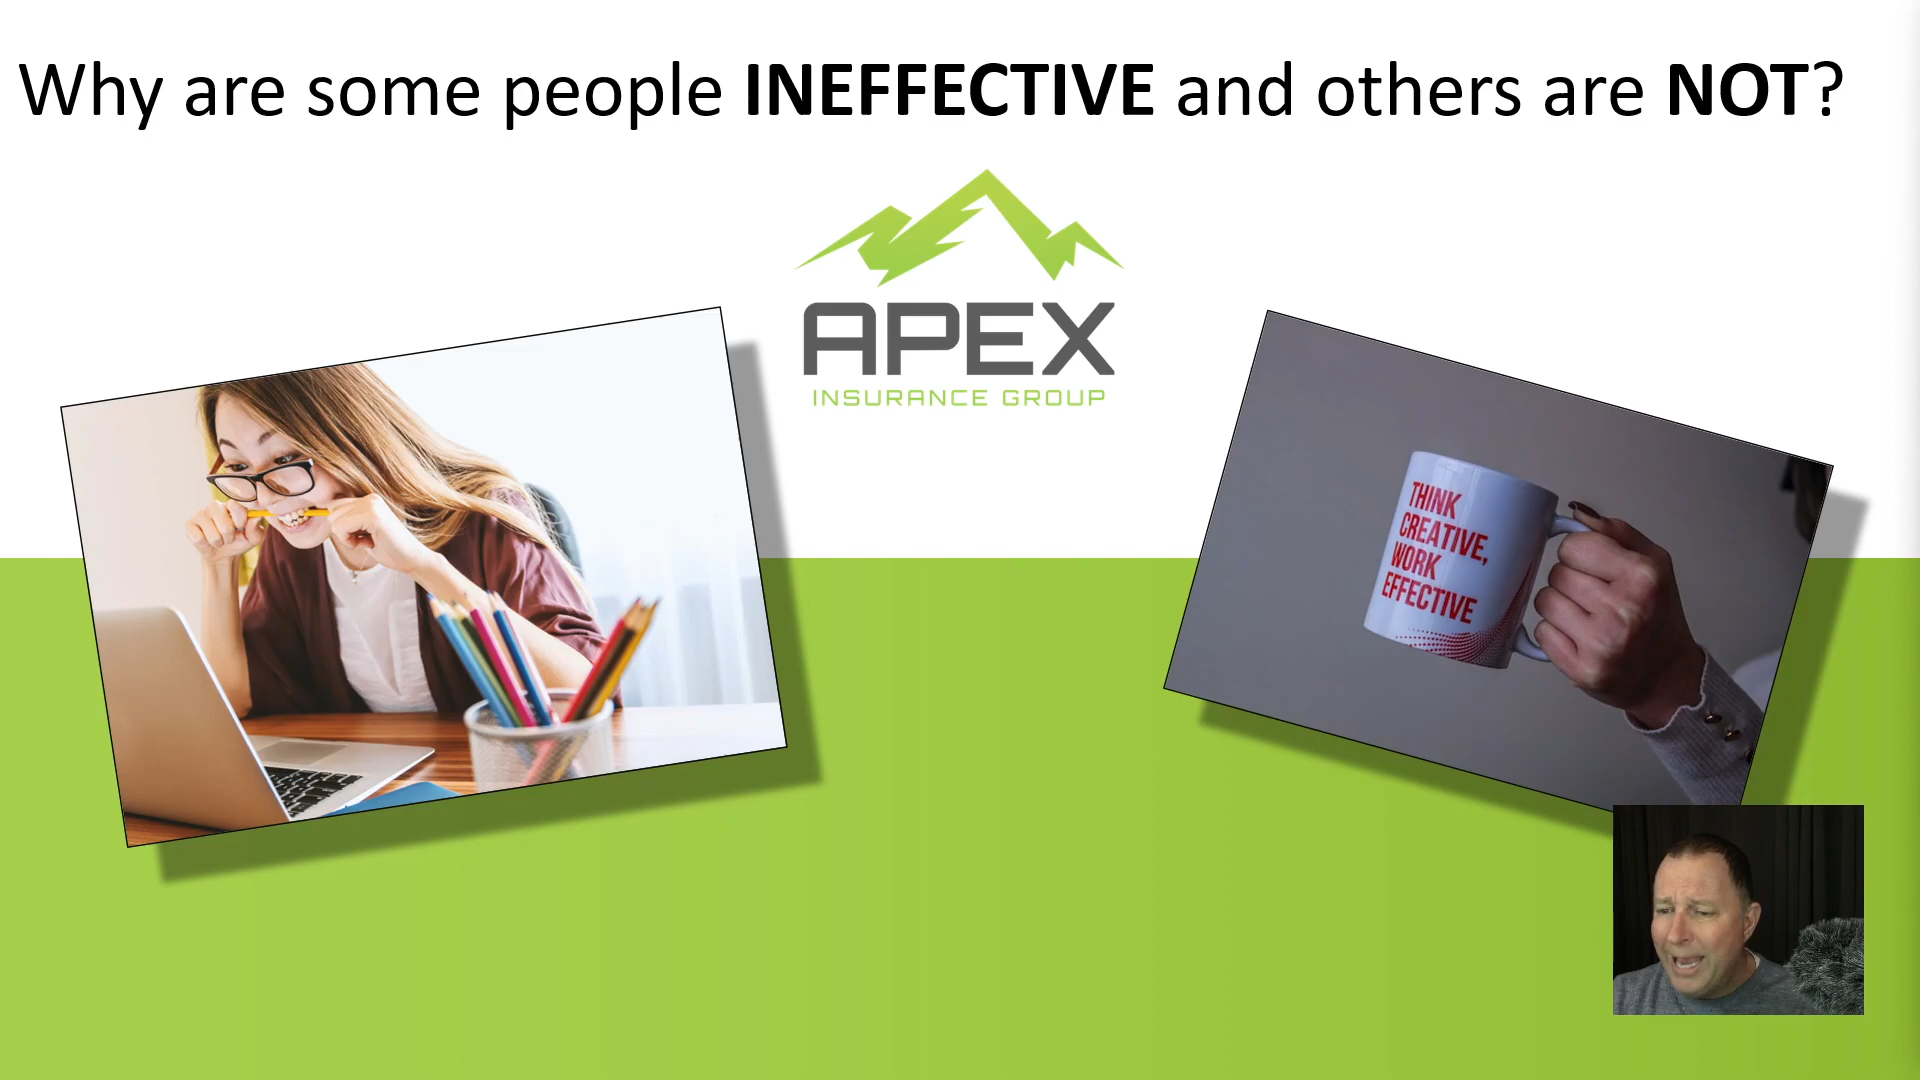 Why are some people INEFFECTIVE and others are NOT?
APEX
INSURANCE GROUP
THINK
CREATIVE,
WORK
EFFECTIVE